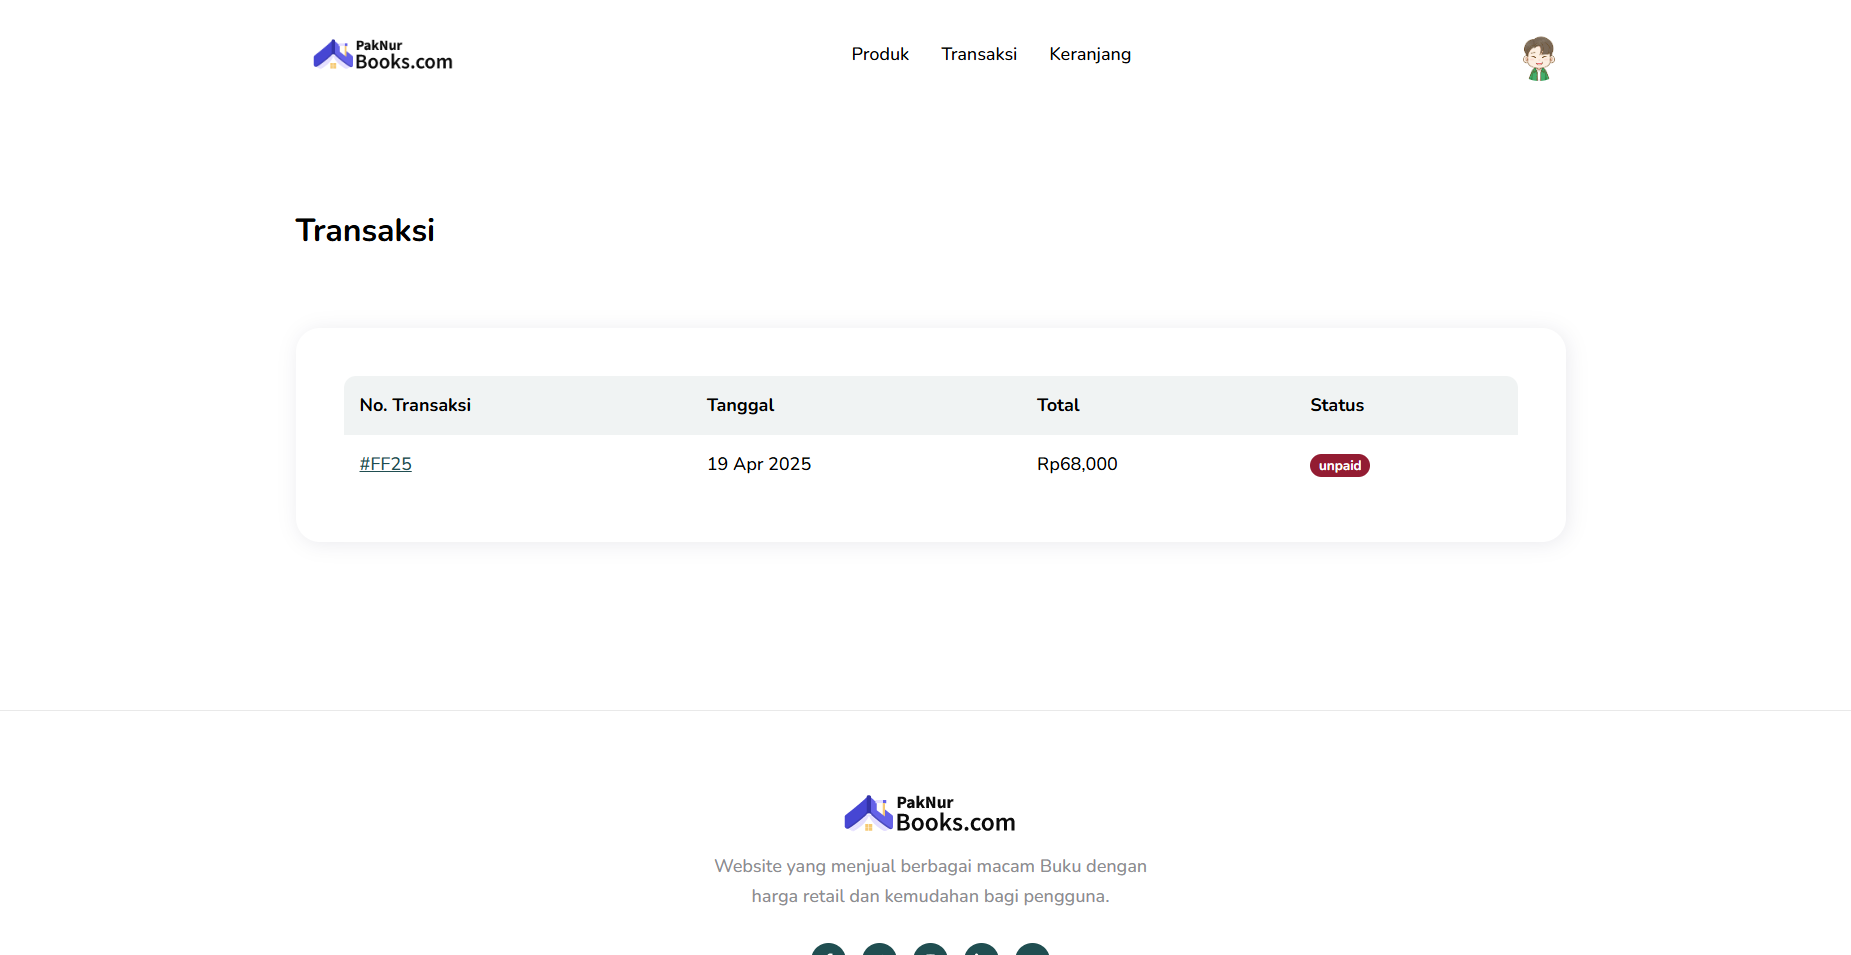 PakNur
Books.com
Produk Transaksi Keranjang
Transaksi
No. Transaksi Tanggal Total Status
#FF25 19 Apr 2025 Rp68,000 unpaid
PakNur
Books.com
Website yang menjual berbagai macam Buku dengan
harga retail dan kemudahan bagi pengguna.